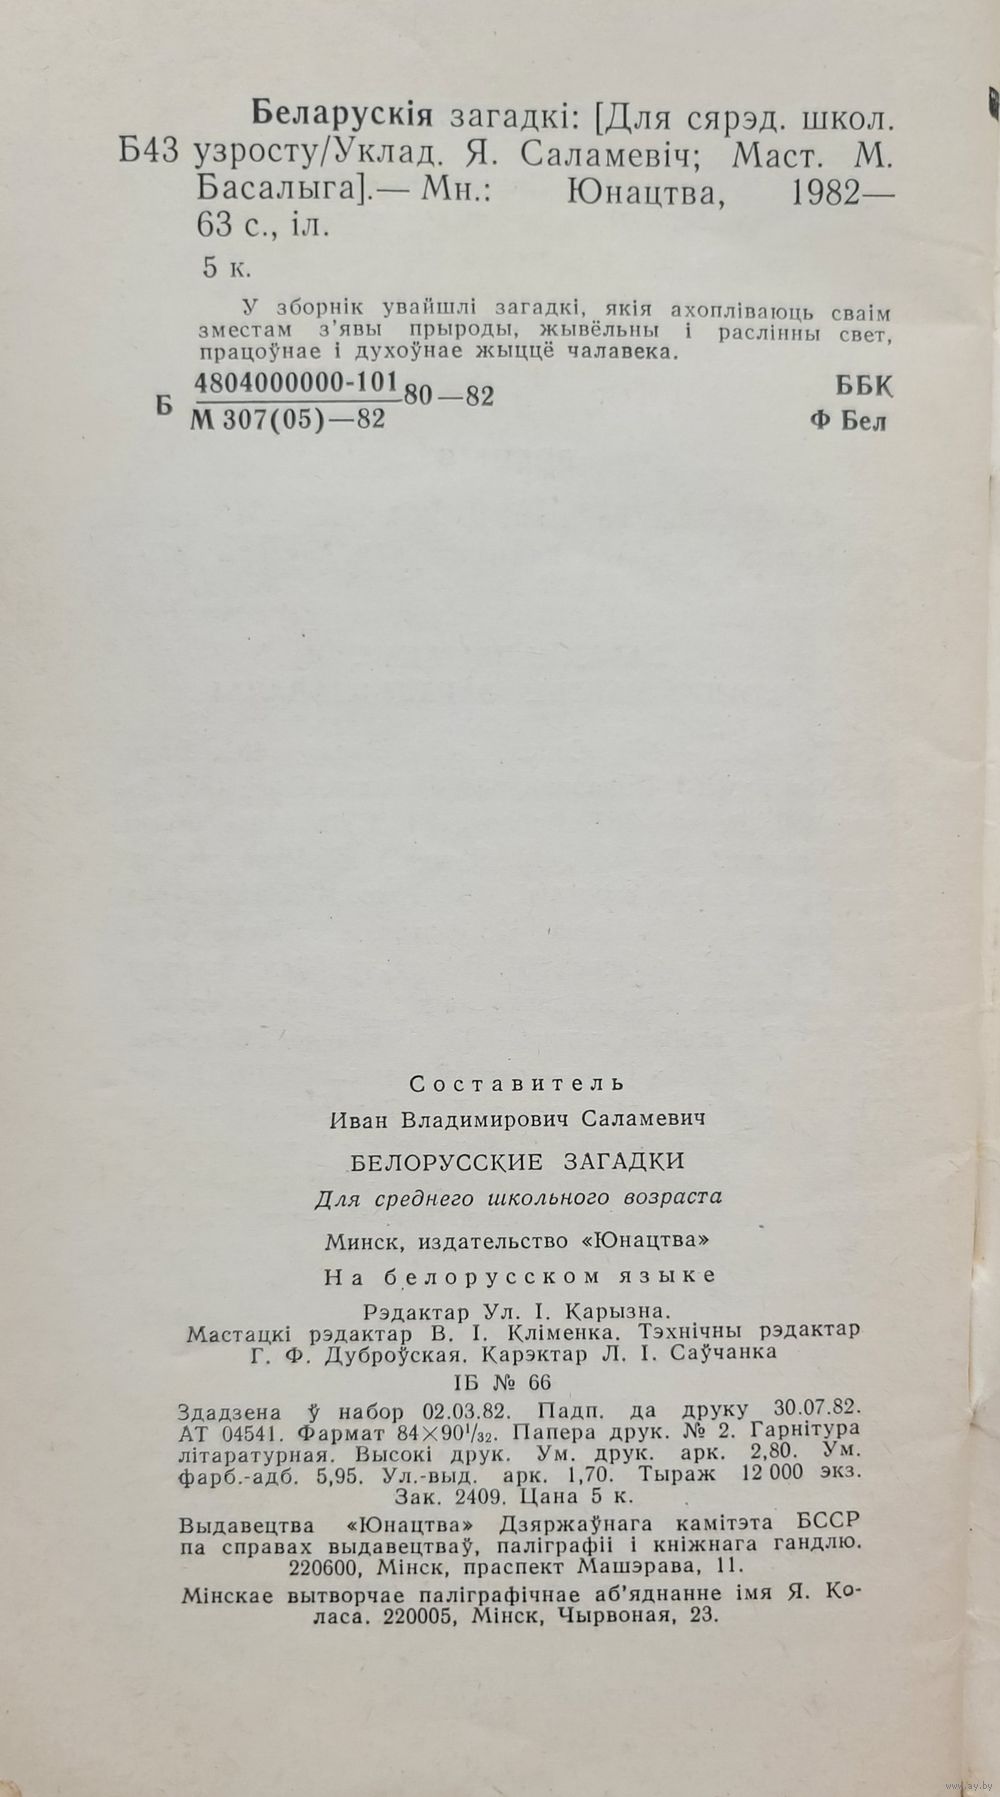 Беларускія загадкі: [Для сярэд. школ.
Б43 узросту/Уклад. Я. Саламевіч; Маст. М.
Басалыга].— Мн.: Юнацтва, 1982—
63 с., іл.
5 к.
У зборнік увайшлі загадкі, якія ахопліваюць сваім
зместам з'явы прыроды, жывёльны і раслінны свет,
працоўнае і духоўнае жыццё чалавека.
Б 4804000000-101 80—82 ББК
М 307(05)—82 Ф Бел
Составитель
Иван Владимирович Саламевич
БЕЛОРУССКИЕ ЗАГАДКИ
Для среднего школьного возраста
Минск, издательство «Юнацтва»
На белорусском языке
Рэдактар Ул. І. Карызна.
Мастацкі рэдактар В. І. Кліменка. Тэхнічны рэдактар
Г. Ф. Дуброўская. Карэктар Л. І. Саўчанка
ІБ № 66
Здадзена ў набор 02.03.82. Падп. да друку 30.07.82.
АТ 04541. Фармат 84×90¹/₃₂. Папера друк. № 2. Гарнітура
літаратурная. Высокі друк. Ум. друк. арк. 2,80. Ум.
фарб.-адб. 5,95. Ул.-выд. арк. 1,70. Тыраж 12 000 экз.
Зак. 2409. Цана 5 к.
Выдавецтва «Юнацтва» Дзяржаўнага камітэта БССР
па справах выдавецтваў, паліграфіі і кніжнага гандлю.
220600, Мінск, праспект Машэрава, 11.
Мінскае вытворчае паліграфічнае аб'яднанне імя Я. Ко-
ласа. 220005, Мінск, Чырвоная, 23.
www.ay.by